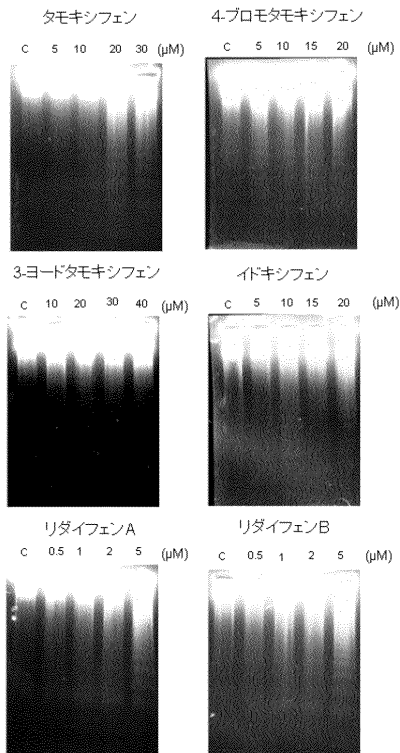 タモキシフェン
C 5 10 20 30 (μM)
4-ブロモタモキシフェン
C 5 10 15 20 (μM)
3-ヨードタモキシフェン
C 10 20 30 40 (μM)
イドキシフェン
C 5 10 15 20 (μM)
リダイフェンA
C 0.5 1 2 5 (μM)
リダイフェンB
C 0.5 1 2 5 (μM)